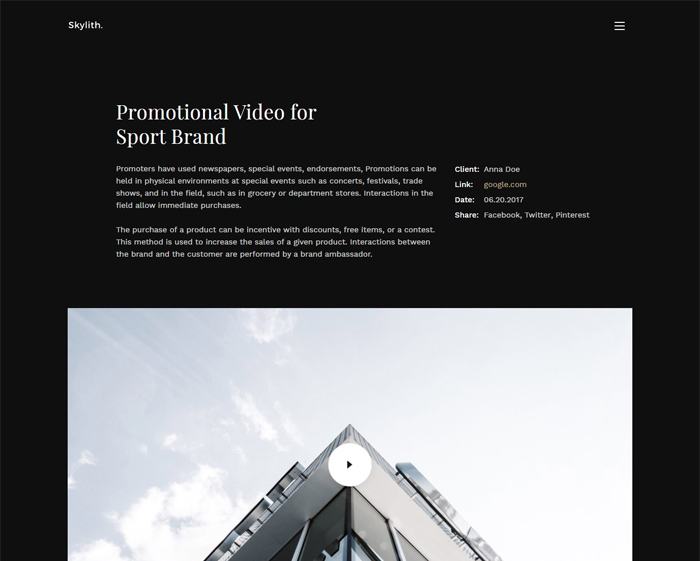 Skylith.
Promotional Video for
Sport Brand
Promoters have used newspapers, special events, endorsements, Promotions can be
held in physical environments at special events such as concerts, festivals, trade
shows, and in the field, such as in grocery or department stores. Interactions in the
field allow immediate purchases.
The purchase of a product can be incentive with discounts, free items, or a contest.
This method is used to increase the sales of a given product. Interactions between
the brand and the customer are performed by a brand ambassador.
Client: Anna Doe
Link: google.com
Date: 06.20.2017
Share: Facebook, Twitter, Pinterest